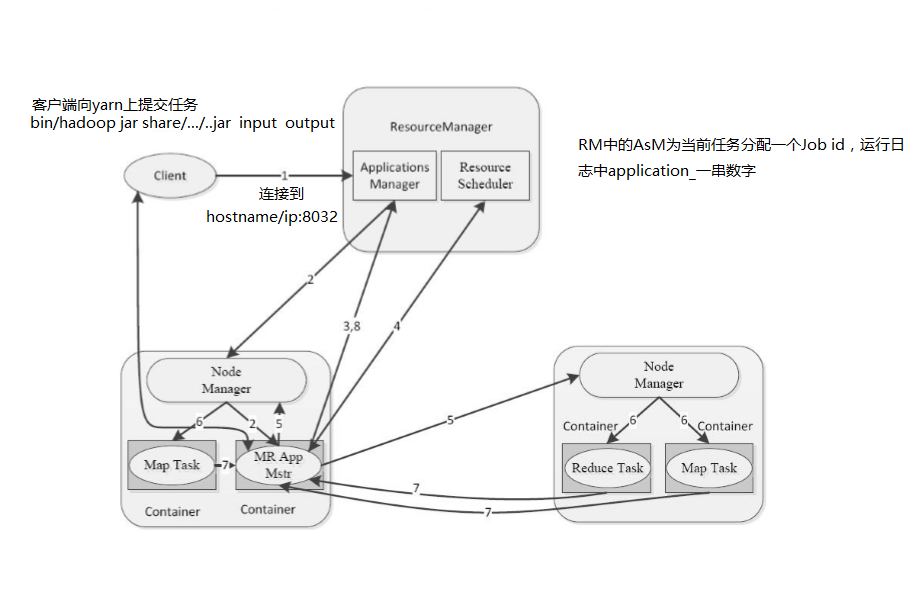 客户端向yarn上提交任务
bin/hadoop jar share/.../..jar input output
ResourceManager
RM中的AsM为当前任务分配一个Job id，运行日
志中application_一串数字
Client
1
Applications
Manager
Resource
Scheduler
连接到
hostname/ip:8032
2
3,8
4
Node
Manager
Node
Manager
6
2
5
5
6
6
Container
Container
Map Task
7
MR App
Mstr
Reduce Task
Map Task
7
7
Container
Container